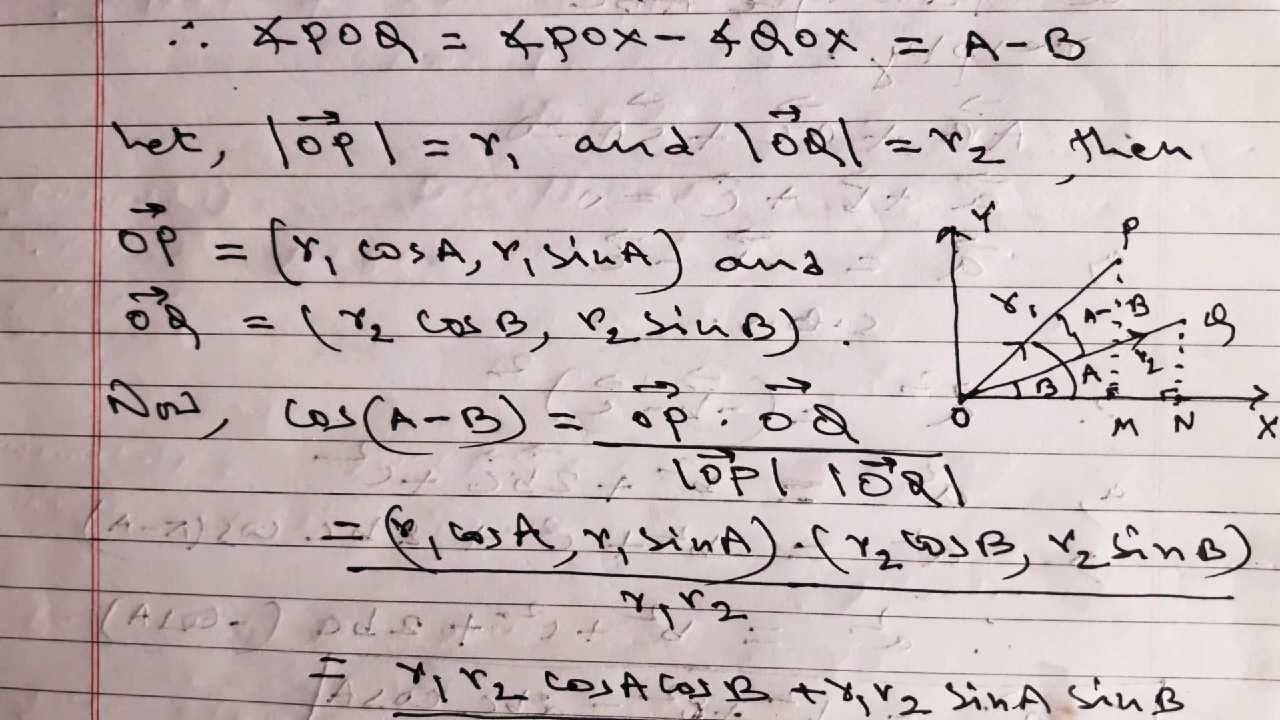 ∴ ∡POQ = ∡POX - ∡QOX = A-B
Let, |OP→| = r₁ and |OQ→| = r₂, then
OP→ = (r₁ cosA, r₁ sinA) and
OQ→ = (r₂ cosB, r₂ sinB).
Y
P
r₁
A-B
Q
r₂
B
A
O
M
N
X
Now, cos(A-B) = OP→ . OQ→
|OP→| |OQ→|
= (r₁ cosA, r₁ sinA) . (r₂ cosB, r₂ sinB)
r₁ r₂
= r₁ r₂ cosA cosB + r₁ r₂ sinA sinB